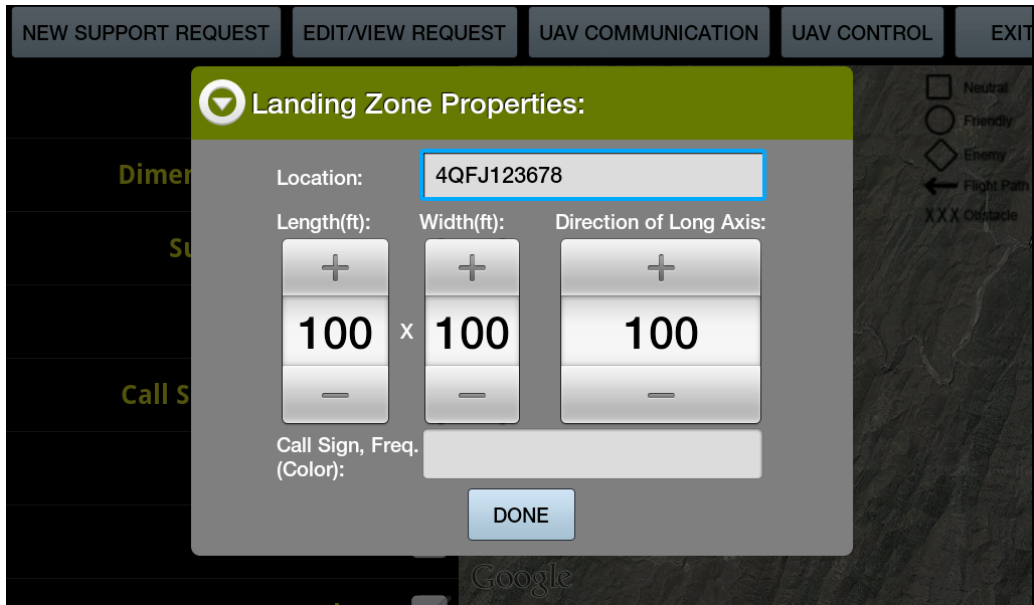 NEW SUPPORT REQUEST EDIT/VIEW REQUEST UAV COMMUNICATION UAV CONTROL EXIT
Landing Zone Properties:
Neutral
Friendly
Enemy
Flight Path
XXX Obstacle
Location: 4QFJ123678
Length(ft): Width(ft): Direction of Long Axis:
+ + +
100 x 100 100
— — —
Call Sign, Freq.
(Color):
DONE
Call S
Google